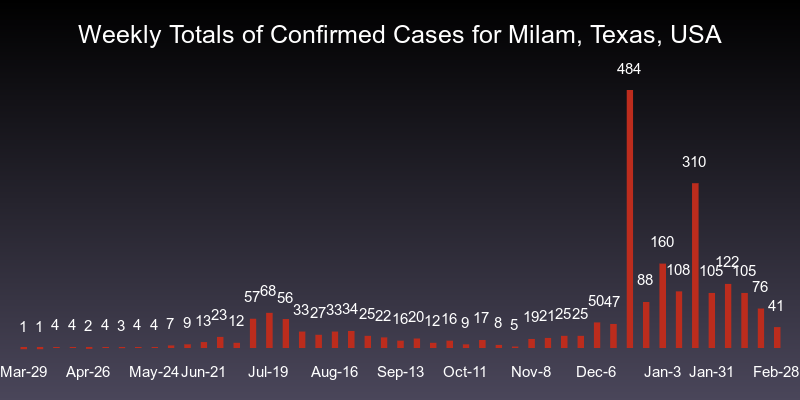 Weekly Totals of Confirmed Cases for Milam, Texas, USA
484
310
160
122
108 105 105
88 76
57 68 56 50 47 41
1 1 4 4 2 4 3 4 4 7 9 13 23 12 33 27 33 34 25 22 16 20 12 16 9 17 8 5 19 21 25 25
Mar-29 Apr-26 May-24 Jun-21 Jul-19 Aug-16 Sep-13 Oct-11 Nov-8 Dec-6 Jan-3 Jan-31 Feb-28